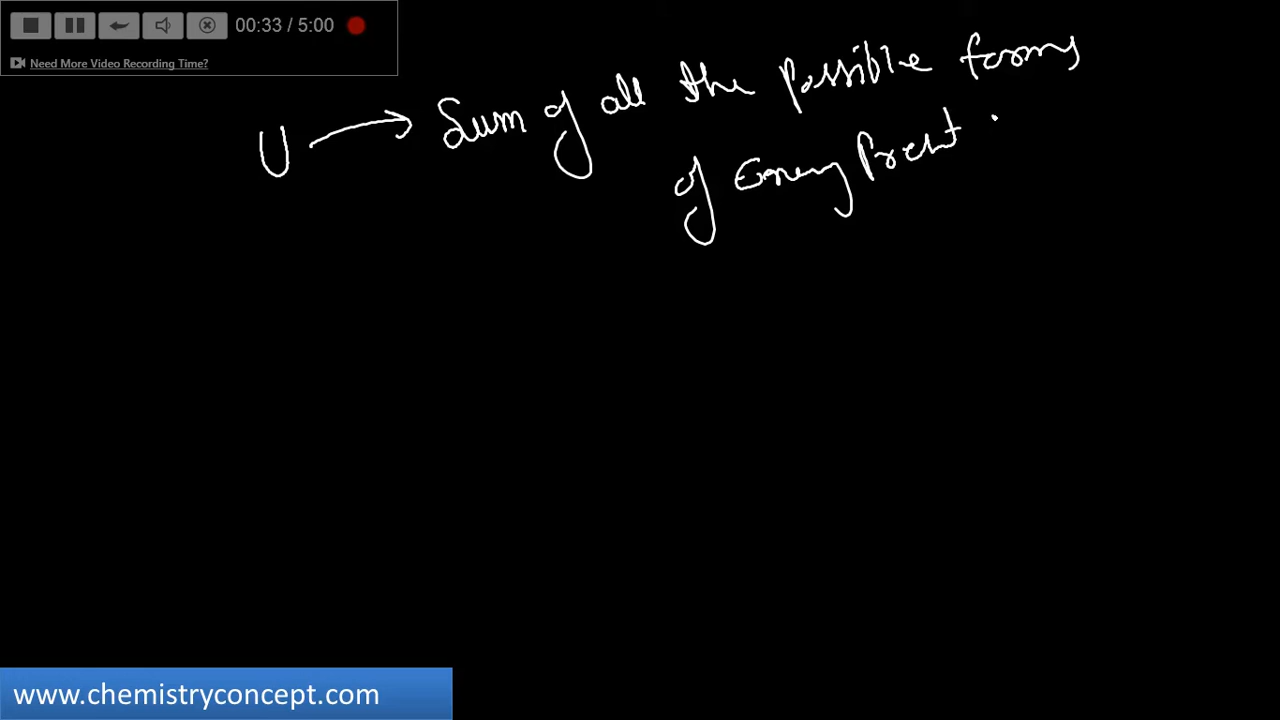 00:33 / 5:00
Need More Video Recording Time?
U → Sum of all the possible forms
of Energy Present
www.chemistryconcept.com